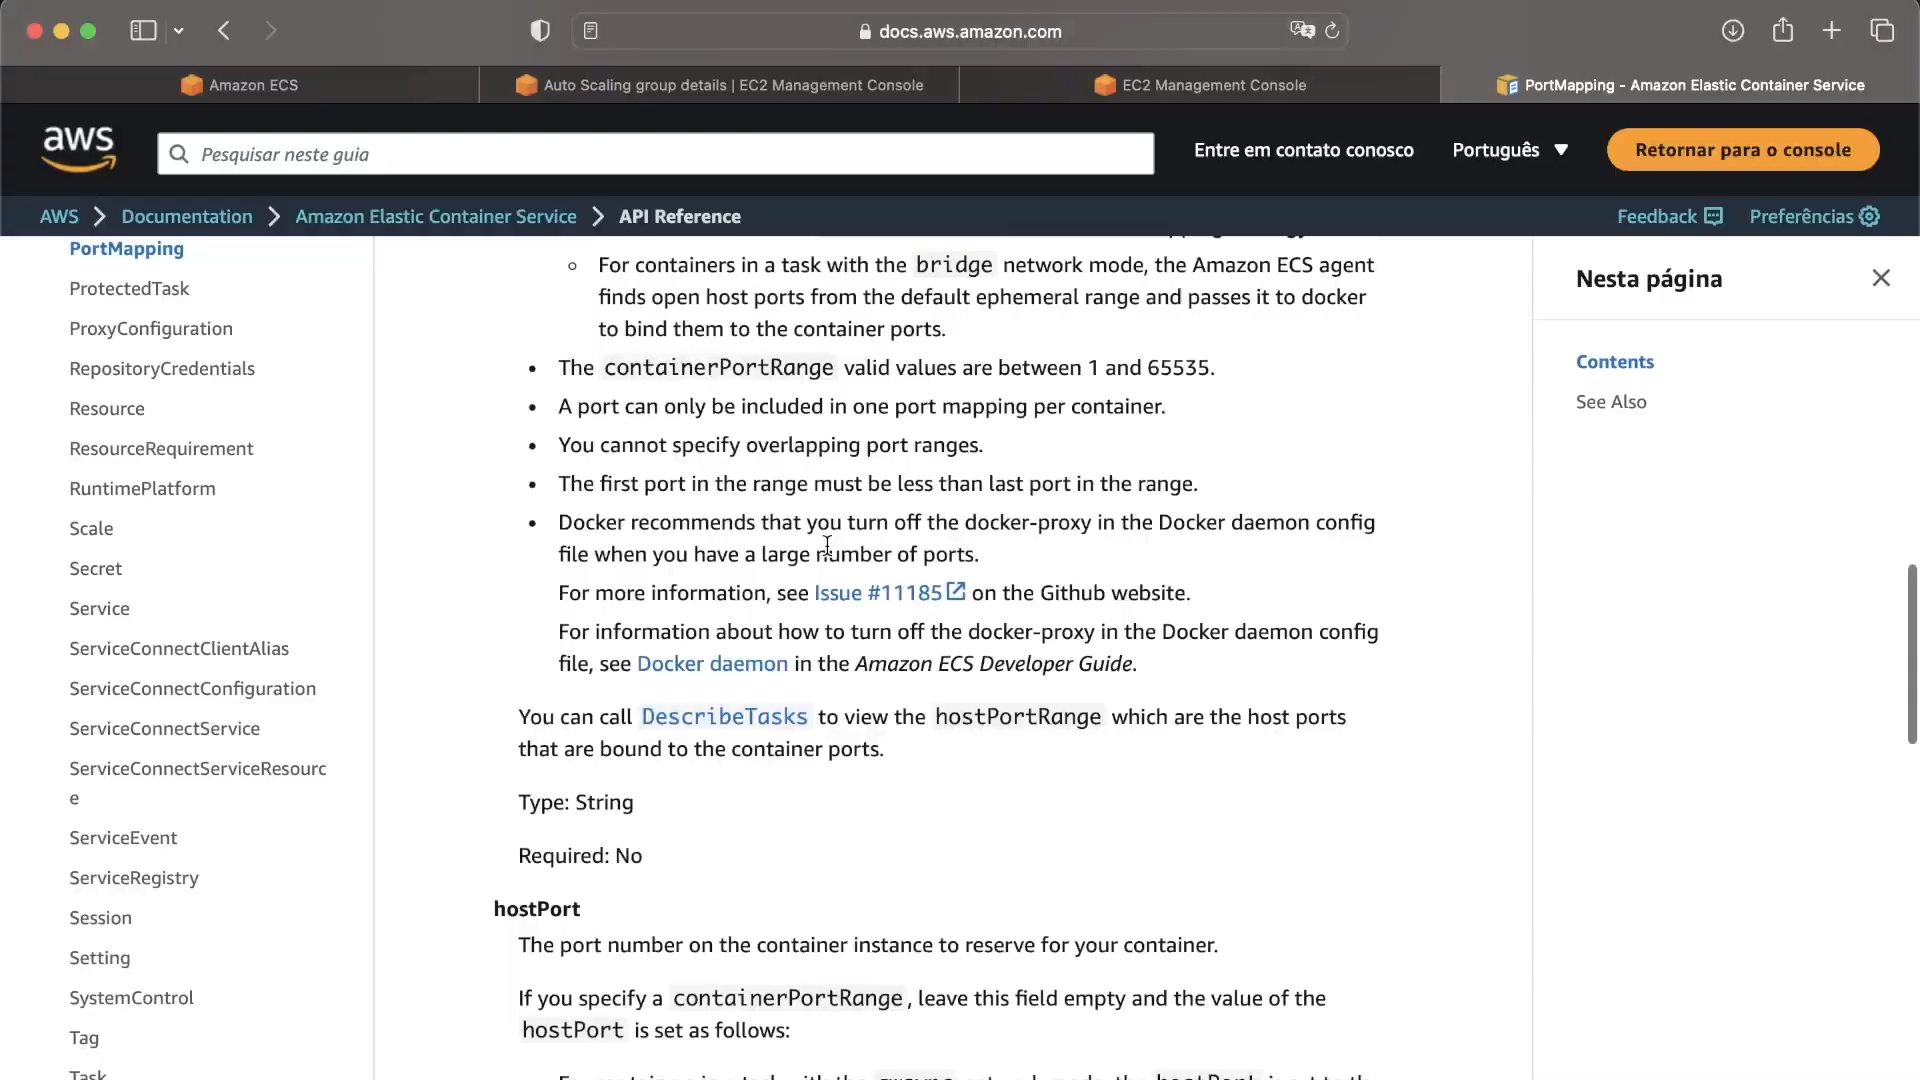 docs.aws.amazon.com
Amazon ECS
Auto Scaling group details | EC2 Management Console
EC2 Management Console
PortMapping - Amazon Elastic Container Service
aws
Pesquisar neste guia
Entre em contato conosco
Português
Retornar para o console
AWS
Documentation
Amazon Elastic Container Service
API Reference
Feedback
Preferências
PortMapping
ProtectedTask
ProxyConfiguration
RepositoryCredentials
Resource
ResourceRequirement
RuntimePlatform
Scale
Secret
Service
ServiceConnectClientAlias
ServiceConnectConfiguration
ServiceConnectService
ServiceConnectServiceResourc
e
ServiceEvent
ServiceRegistry
Session
Setting
SystemControl
Tag
Task
For containers in a task with the bridge network mode, the Amazon ECS agent
finds open host ports from the default ephemeral range and passes it to docker
to bind them to the container ports.
The containerPortRange valid values are between 1 and 65535.
A port can only be included in one port mapping per container.
You cannot specify overlapping port ranges.
The first port in the range must be less than last port in the range.
Docker recommends that you turn off the docker-proxy in the Docker daemon config
file when you have a large number of ports.
For more information, see Issue #11185 on the Github website.
For information about how to turn off the docker-proxy in the Docker daemon config
file, see Docker daemon in the Amazon ECS Developer Guide.
You can call DescribeTasks to view the hostPortRange which are the host ports
that are bound to the container ports.
Type: String
Required: No
hostPort
The port number on the container instance to reserve for your container.
If you specify a containerPortRange, leave this field empty and the value of the
hostPort is set as follows:
Nesta página
Contents
See Also